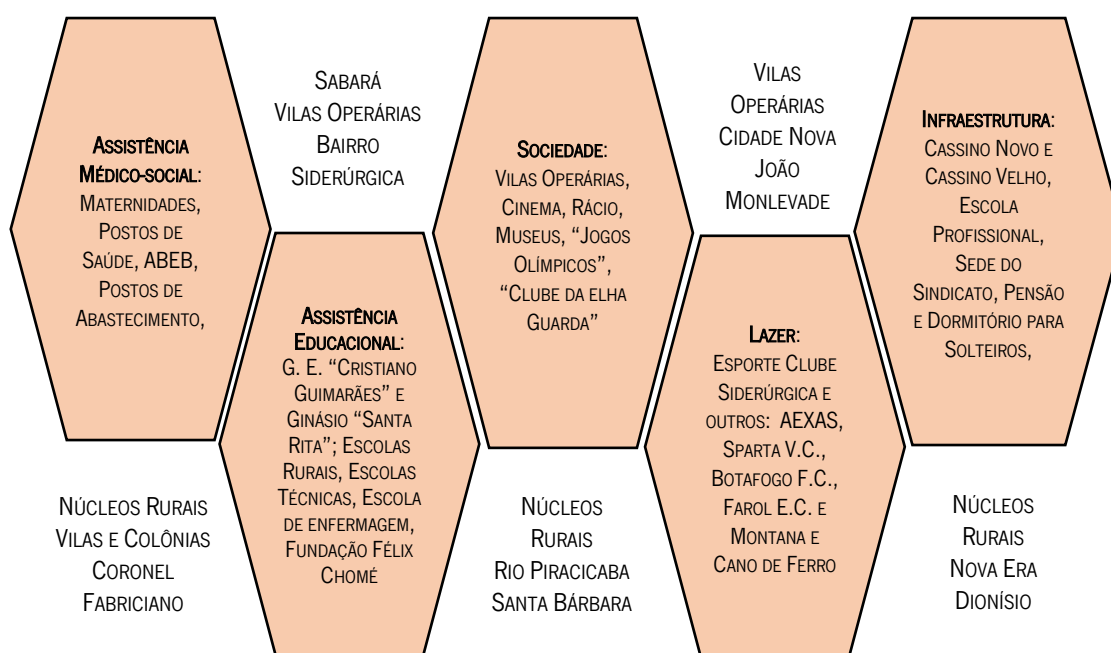 Assistência
Médico-social:
Maternidades,
Postos de
Saúde, ABEB,
Postos de
Abastecimento,
Sabará
Vilas Operárias
Bairro
Siderúrgica
Sociedade:
Vilas Operárias,
Cinema, Rácio,
Museus, “Jogos
Olímpicos”,
“Clube da elha
Guarda”
Vilas
Operárias
Cidade Nova
João
Monlevade
Infraestrutura:
Cassino Novo e
Cassino Velho,
Escola
Profissional,
Sede do
Sindicato, Pensão
e Dormitório para
Solteiros,
Assistência
Educacional:
G. E. “Cristiano
Guimarães” e
Ginásio “Santa
Rita”; Escolas
Rurais, Escolas
Técnicas, Escola
de enfermagem,
Fundação Félix
Chomé
Lazer:
Esporte Clube
Siderúrgica e
outros: AEXAS,
Sparta V.C.,
Botafogo F.C.,
Farol E.C. e
Montana e
Cano de Ferro
Núcleos Rurais
Vilas e Colônias
Coronel
Fabriciano
Núcleos
Rurais
Rio Piracicaba
Santa Bárbara
Núcleos
Rurais
Nova Era
Dionísio